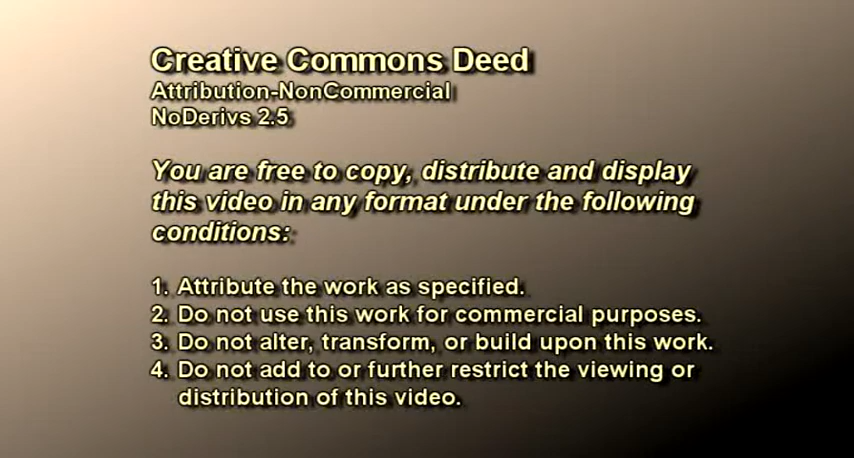 Creative Commons Deed
Attribution-NonCommercial
NoDerivs 2.5
You are free to copy, distribute and display
this video in any format under the following
conditions:
1. Attribute the work as specified.
2. Do not use this work for commercial purposes.
3. Do not alter, transform, or build upon this work.
4. Do not add to or further restrict the viewing or
distribution of this video.